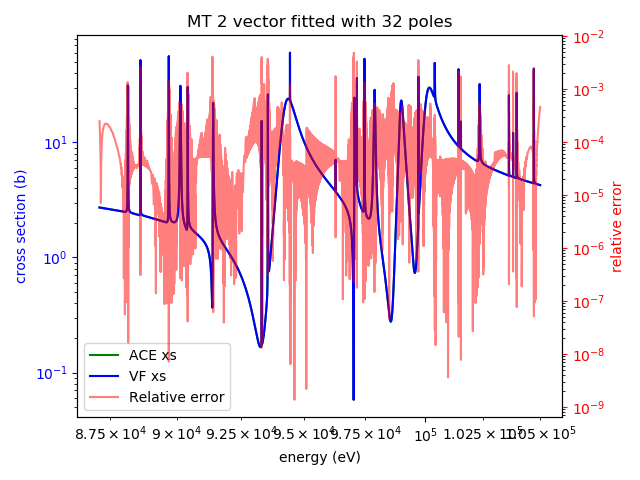 MT 2 vector fitted with 32 poles
10⁻²
10⁻³
10¹
10⁻⁴
10⁻⁵
cross section (b)
relative error
10⁰
10⁻⁶
10⁻⁷
10⁻⁸
10⁻¹
10⁻⁹
ACE xs
VF xs
Relative error
8.75 × 10⁴ 9 × 10⁴ 9.25 × 10⁴ 9.5 × 10⁴ 9.75 × 10⁴ 10⁵ 1.025 × 10⁵ 1.05 × 10⁵
energy (eV)